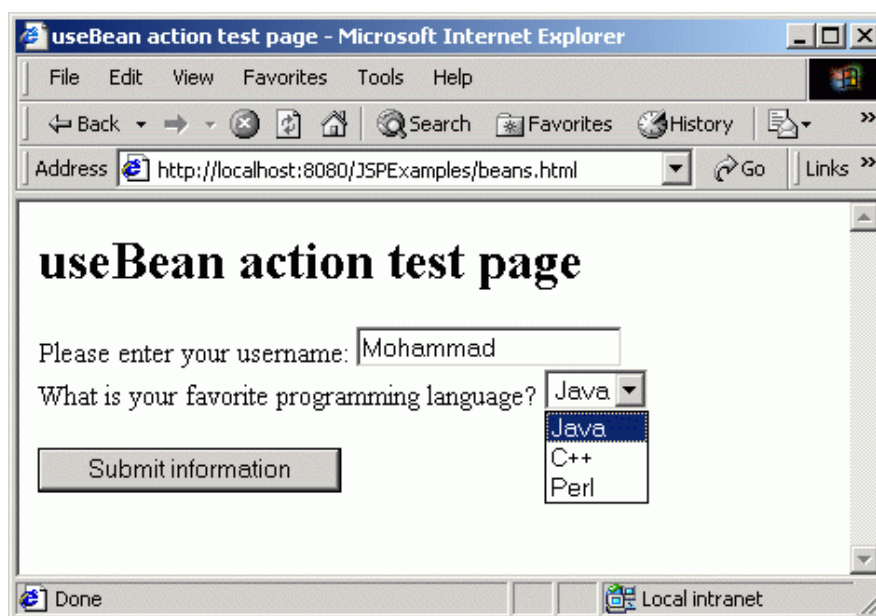 useBean action test page - Microsoft Internet Explorer
File Edit View Favorites Tools Help
Back Search Favorites History »
Address http://localhost:8080/JSPExamples/beans.html Go Links »
useBean action test page
Please enter your username: Mohammad
What is your favorite programming language? Java
Java
C++
Perl
Submit information
Done Local intranet